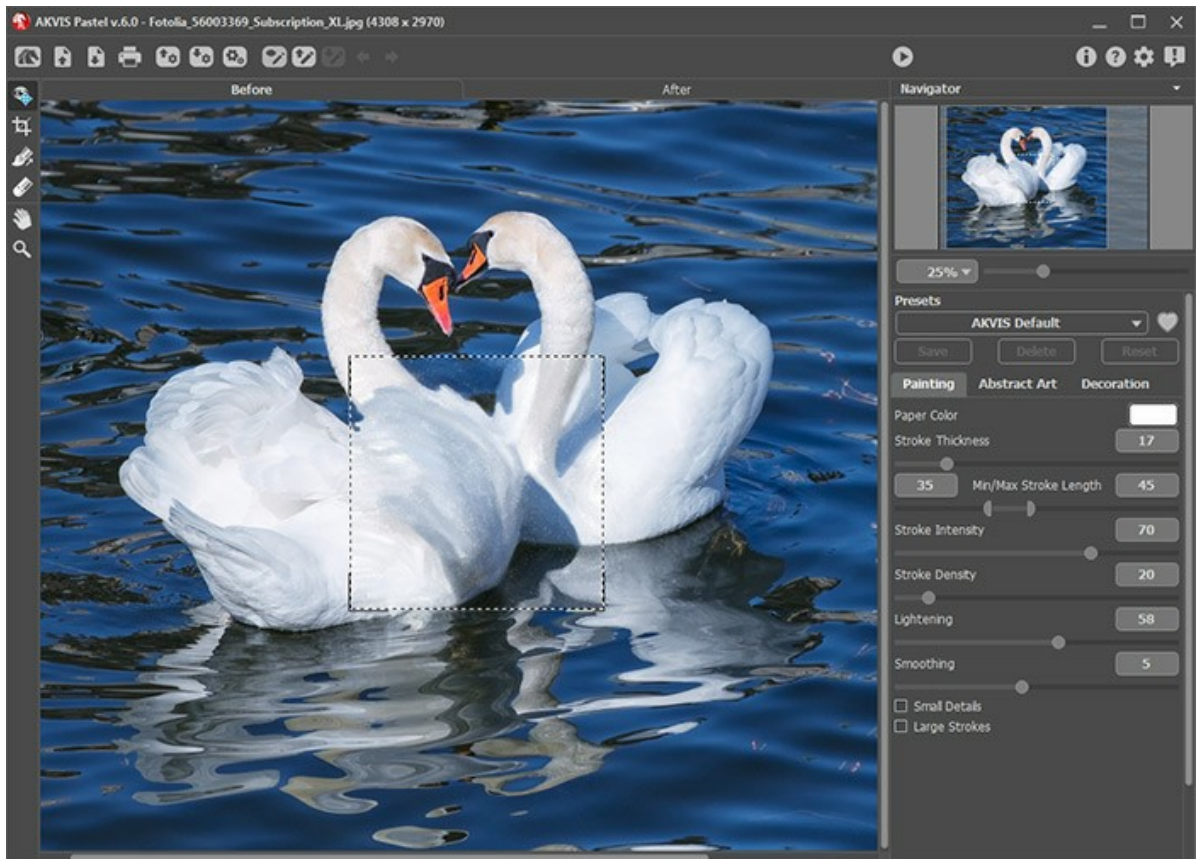 AKVIS Pastel v.6.0 - Fotolia_56003369_Subscription_XL.jpg (4308 x 2970)
Before
After
Navigator
25%
Presets
AKVIS Default
Save
Delete
Reset
Painting
Abstract Art
Decoration
Paper Color
Stroke Thickness
17
35
Min/Max Stroke Length
45
Stroke Intensity
70
Stroke Density
20
Lightening
58
Smoothing
5
Small Details
Large Strokes